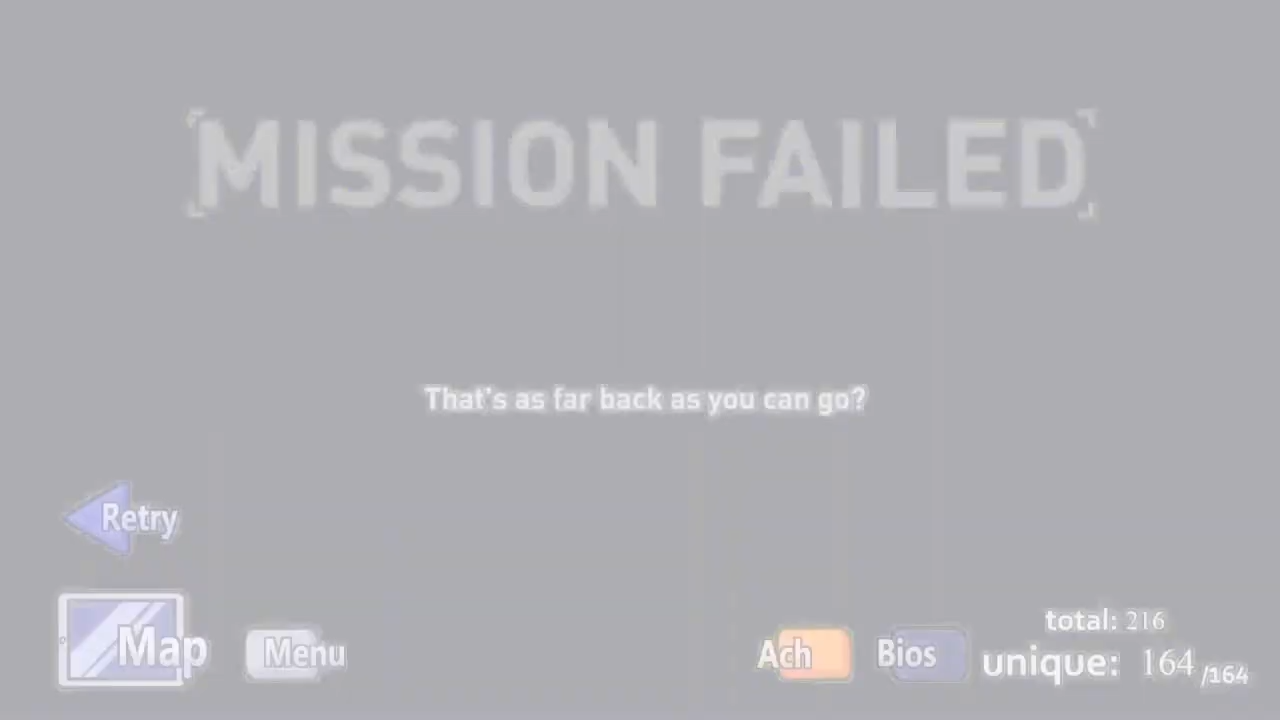 MISSION FAILED
That's as far back as you can go?
Retry
Map
Menu
Ach
Bios
total: 216
unique: 164 /164